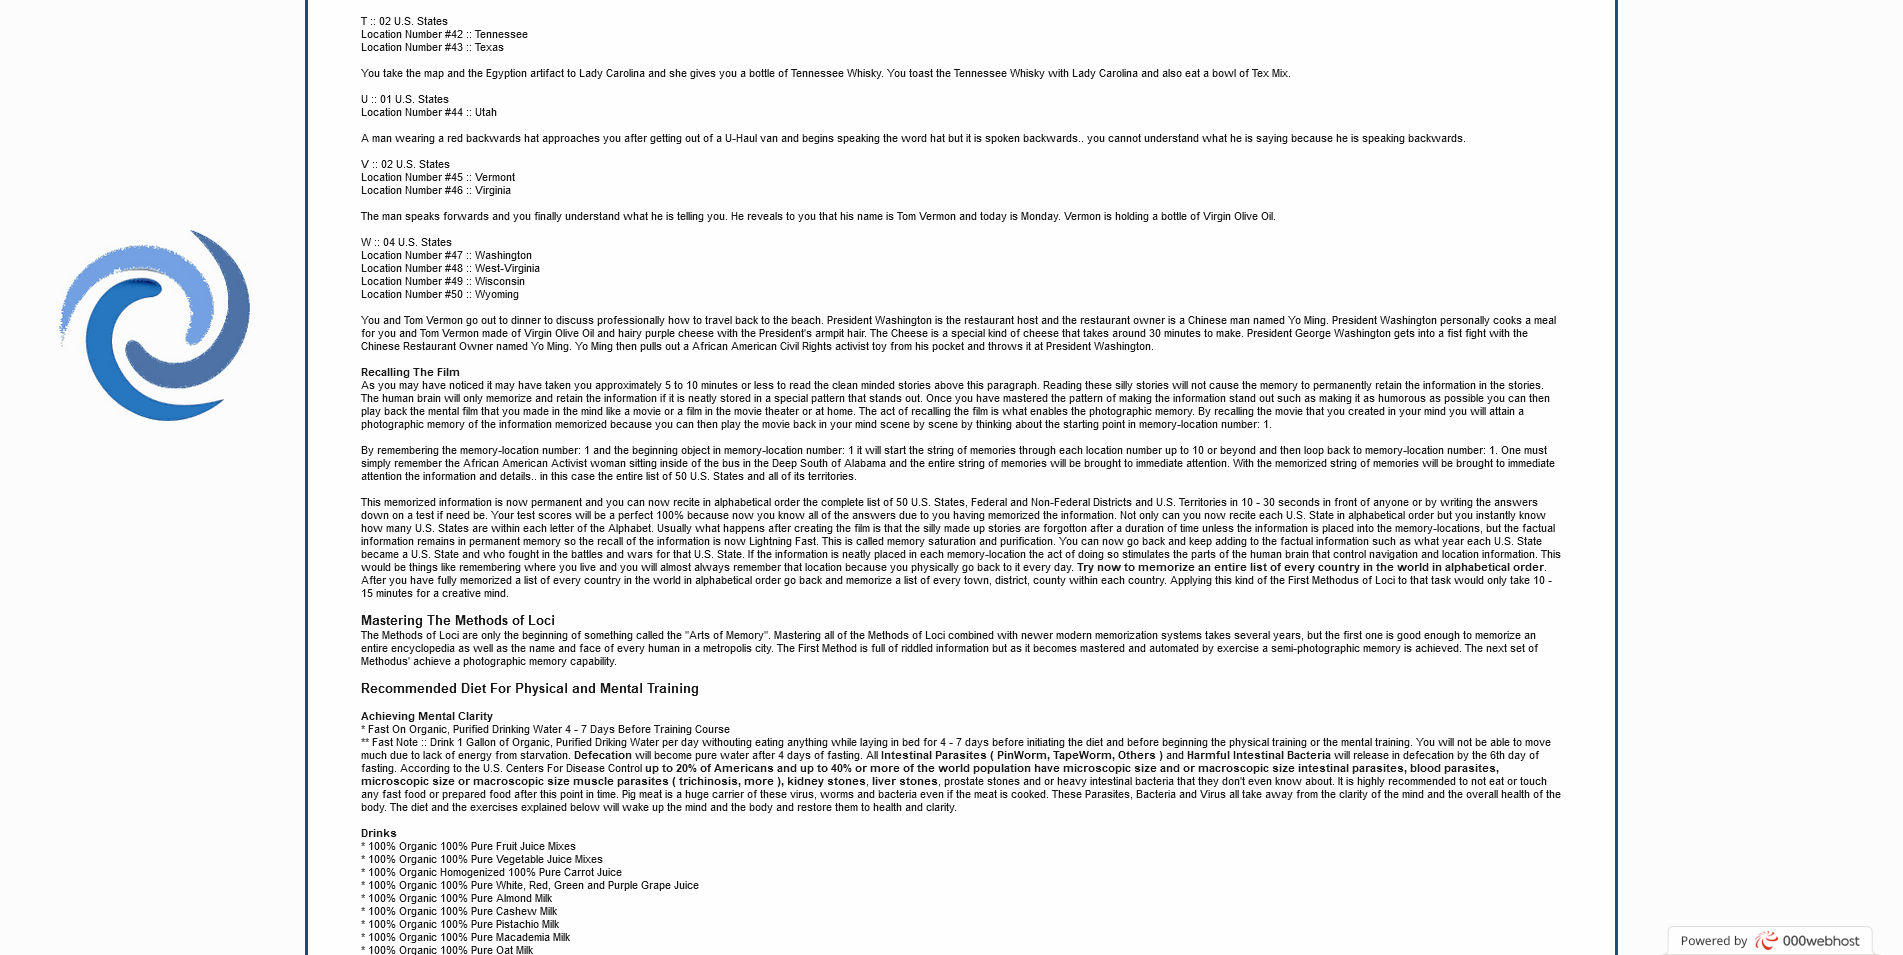 T :: 02 U.S. States
Location Number #42 :: Tennessee
Location Number #43 :: Texas
You take the map and the Egyption artifact to Lady Carolina and she gives you a bottle of Tennessee Whisky. You toast the Tennessee Whisky with Lady Carolina and also eat a bowl of Tex Mix.
U :: 01 U.S. States
Location Number #44 :: Utah
A man wearing a red backwards hat approaches you after getting out of a U-Haul van and begins speaking the word hat but it is spoken backwards.. you cannot understand what he is saying because he is speaking backwards.
V :: 02 U.S. States
Location Number #45 :: Vermont
Location Number #46 :: Virginia
The man speaks forwards and you finally understand what he is telling you. He reveals to you that his name is Tom Vermon and today is Monday. Vermon is holding a bottle of Virgin Olive Oil.
W :: 04 U.S. States
Location Number #47 :: Washington
Location Number #48 :: West-Virginia
Location Number #49 :: Wisconsin
Location Number #50 :: Wyoming
You and Tom Vermon go out to dinner to discuss professionally how to travel back to the beach. President Washington is the restaurant host and the restaurant owner is a Chinese man named Yo Ming. President Washington personally cooks a meal
for you and Tom Vermon made of Virgin Olive Oil and hairy purple cheese with the President's armpit hair. The Cheese is a special kind of cheese that takes around 30 minutes to make. President George Washington gets into a fist fight with the
Chinese Restaurant Owner named Yo Ming. Yo Ming then pulls out a African American Civil Rights activist toy from his pocket and throws it at President Washington.
Recalling The Film
As you may have noticed it may have taken you approximately 5 to 10 minutes or less to read the clean minded stories above this paragraph. Reading these silly stories will not cause the memory to permanently retain the information in the stories.
The human brain will only memorize and retain the information if it is neatly stored in a special pattern that stands out. Once you have mastered the pattern of making the information stand out such as making it as humorous as possible you can then
play back the mental film that you made in the mind like a movie or a film in the movie theater or at home. The act of recalling the film is what enables the photographic memory. By recalling the movie that you created in your mind you will attain a
photographic memory of the information memorized because you can then play the movie back in your mind scene by scene by thinking about the starting point in memory-location number: 1.
By remembering the memory-location number: 1 and the beginning object in memory-location number: 1 it will start the string of memories through each location number up to 10 or beyond and then loop back to memory-location number: 1. One must
simply remember the African American Activist woman sitting inside of the bus in the Deep South of Alabama and the entire string of memories will be brought to immediate attention. With the memorized string of memories will be brought to immediate
attention the information and details.. in this case the entire list of 50 U.S. States and all of its territories.
This memorized information is now permanent and you can now recite in alphabetical order the complete list of 50 U.S. States, Federal and Non-Federal Districts and U.S. Territories in 10 - 30 seconds in front of anyone or by writing the answers
down on a test if need be. Your test scores will be a perfect 100% because now you know all of the answers due to you having memorized the information. Not only can you now recite each U.S. State in alphabetical order but you instantly know
how many U.S. States are within each letter of the Alphabet. Usually what happens after creating the film is that the silly made up stories are forgotton after a duration of time unless the information is placed into the memory-locations, but the factual
information remains in permanent memory so the recall of the information is now Lightning Fast. This is called memory saturation and purification. You can now go back and keep adding to the factual information such as what year each U.S. State
became a U.S. State and who fought in the battles and wars for that U.S. State. If the information is neatly placed in each memory-location the act of doing so stimulates the parts of the human brain that control navigation and location information. This
would be things like remembering where you live and you will almost always remember that location because you physically go back to it every day. Try now to memorize an entire list of every country in the world in alphabetical order.
After you have fully memorized a list of every country in the world in alphabetical order go back and memorize a list of every town, district, county within each country. Applying this kind of the First Methodus of Loci to that task would only take 10 -
15 minutes for a creative mind.
Mastering The Methods of Loci
The Methods of Loci are only the beginning of something called the "Arts of Memory". Mastering all of the Methods of Loci combined with newer modern memorization systems takes several years, but the first one is good enough to memorize an
entire encyclopedia as well as the name and face of every human in a metropolis city. The First Method is full of riddled information but as it becomes mastered and automated by exercise a semi-photographic memory is achieved. The next set of
Methodus' achieve a photographic memory capability.
Recommended Diet For Physical and Mental Training
Achieving Mental Clarity
* Fast On Organic, Purified Drinking Water 4 - 7 Days Before Training Course
** Fast Note :: Drink 1 Gallon of Organic, Purified Driking Water per day withouting eating anything while laying in bed for 4 - 7 days before initiating the diet and before beginning the physical training or the mental training. You will not be able to move
much due to lack of energy from starvation. Defecation will become pure water after 4 days of fasting. All Intestinal Parasites ( PinWorm, TapeWorm, Others ) and Harmful Intestinal Bacteria will release in defecation by the 6th day of
fasting. According to the U.S. Centers For Disease Control up to 20% of Americans and up to 40% or more of the world population have microscopic size and or macroscopic size intestinal parasites, blood parasites,
microscopic size or macroscopic size muscle parasites ( trichinosis, more ), kidney stones, liver stones, prostate stones and or heavy intestinal bacteria that they don't even know about. It is highly recommended to not eat or touch
any fast food or prepared food after this point in time. Pig meat is a huge carrier of these virus, worms and bacteria even if the meat is cooked. These Parasites, Bacteria and Virus all take away from the clarity of the mind and the overall health of the
body. The diet and the exercises explained below will wake up the mind and the body and restore them to health and clarity.
Drinks
* 100% Organic 100% Pure Fruit Juice Mixes
* 100% Organic 100% Pure Vegetable Juice Mixes
* 100% Organic Homogenized 100% Pure Carrot Juice
* 100% Organic 100% Pure White, Red, Green and Purple Grape Juice
* 100% Organic 100% Pure Almond Milk
* 100% Organic 100% Pure Cashew Milk
* 100% Organic 100% Pure Pistachio Milk
* 100% Organic 100% Pure Macademia Milk
* 100% Organic 100% Pure Oat Milk
Powered by 000webhost